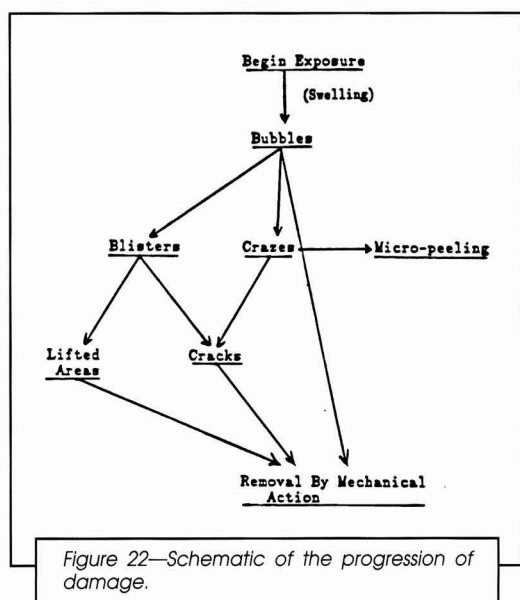 Begin Exposure
(Swelling)
Bubbles
Blisters
Crazes
Micro-peeling
Lifted
Areas
Cracks
Removal By Mechanical
Action
Figure 22—Schematic of the progression of
damage.